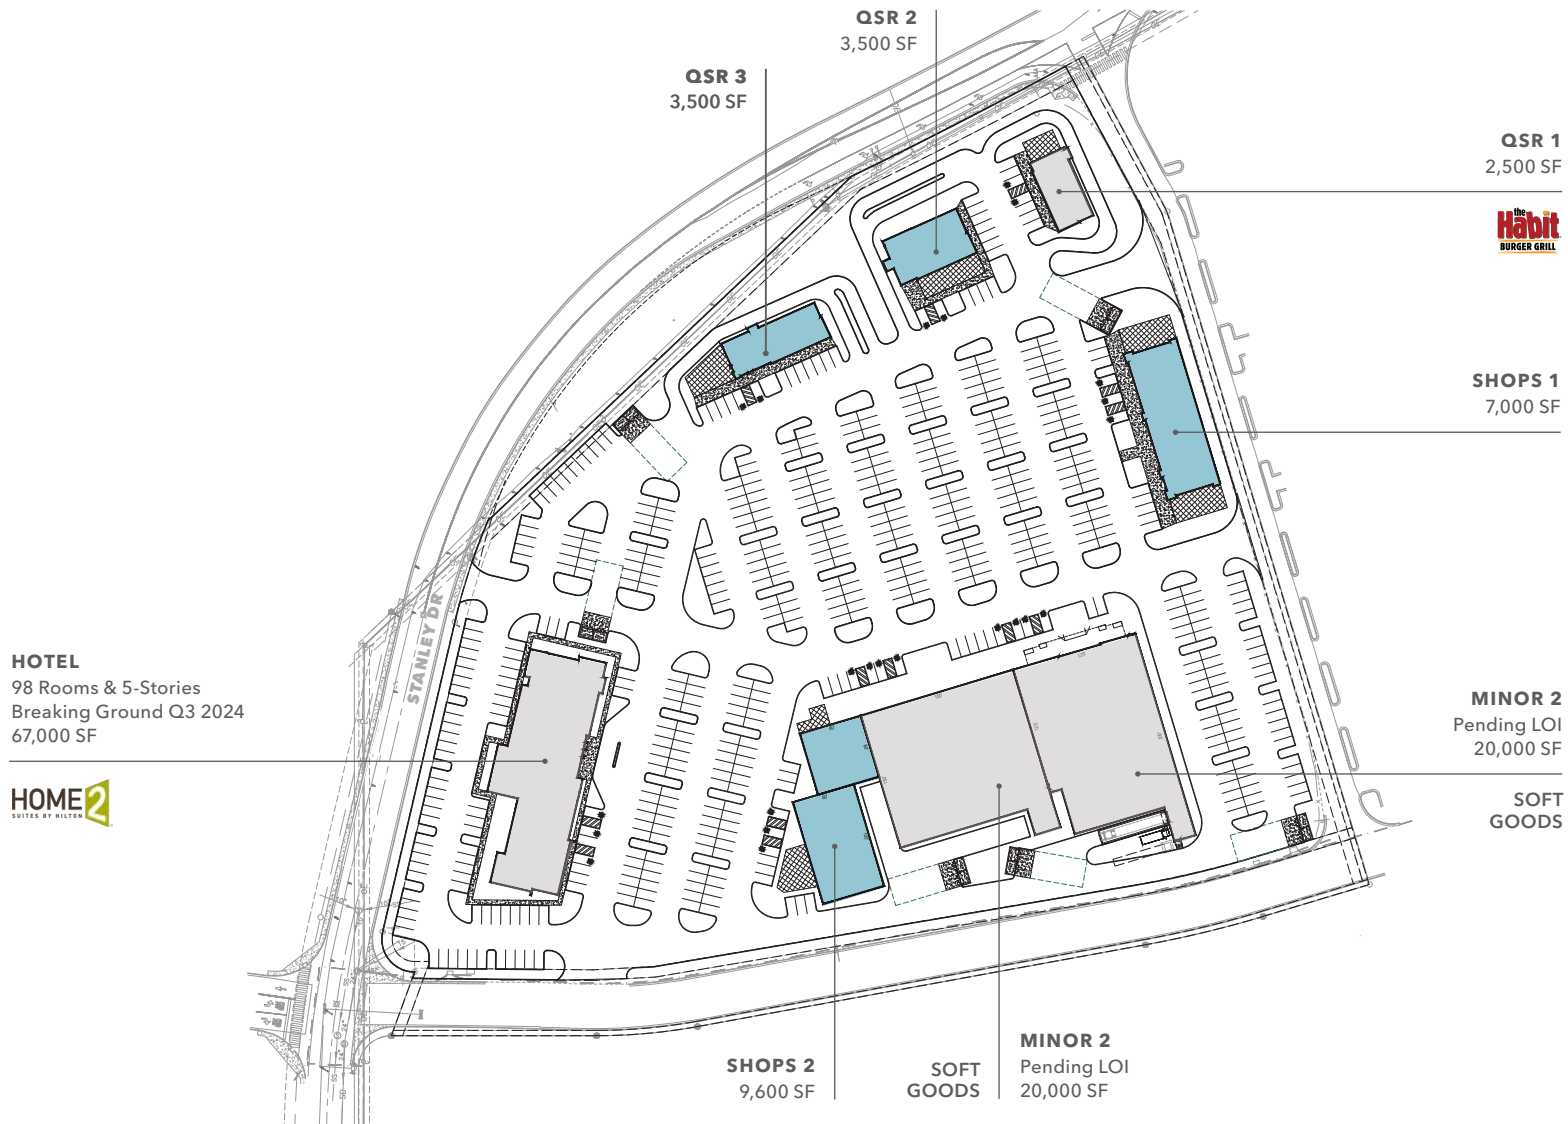 QSR 2
3,500 SF
QSR 3
3,500 SF
QSR 1
2,500 SF
the
Habit
BURGER GRILL
SHOPS 1
7,000 SF
STANLEY DR
HOTEL
98 Rooms & 5-Stories
Breaking Ground Q3 2024
67,000 SF
HOME2
SUITES BY HILTON
MINOR 2
Pending LOI
20,000 SF
SOFT
GOODS
SHOPS 2
9,600 SF
SOFT
GOODS
MINOR 2
Pending LOI
20,000 SF